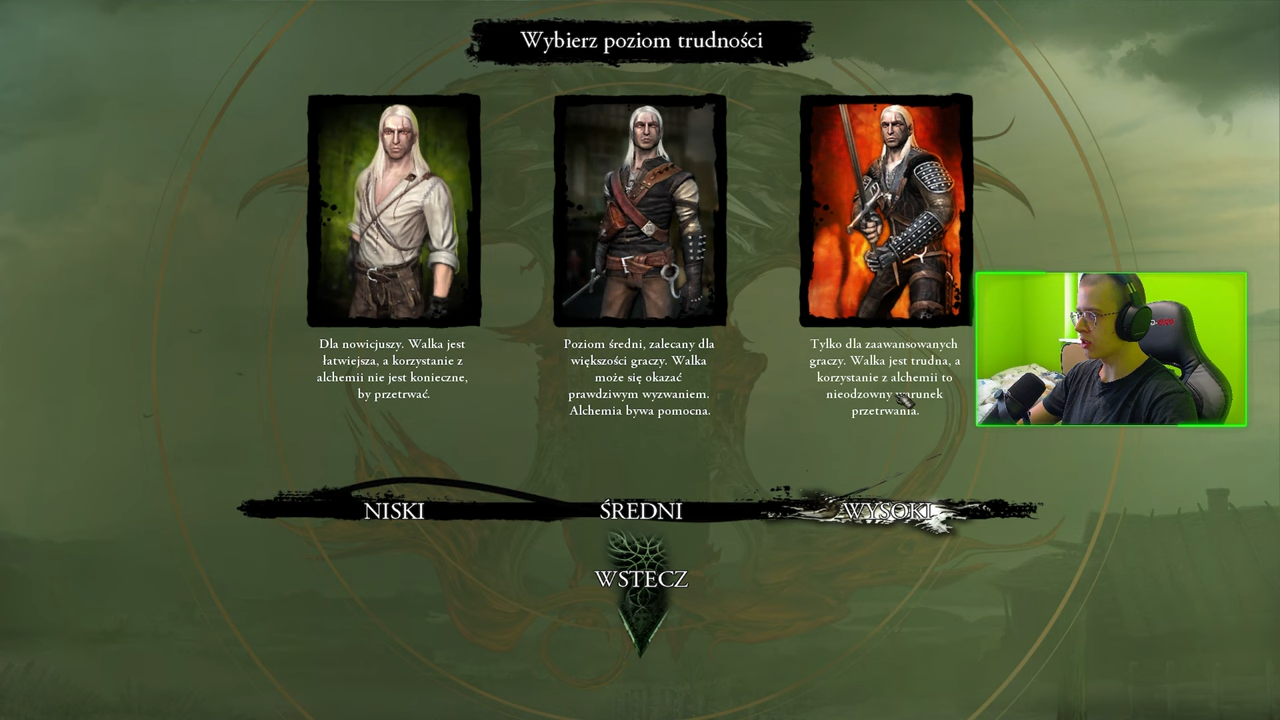 Wybierz poziom trudności
Dla nowicjuszy. Walka jest
łatwiejsza, a korzystanie z
alchemii nie jest konieczne,
by przetrwać.
Poziom średni, zalecany dla
większości graczy. Walka
może się okazać
prawdziwym wyzwaniem.
Alchemia bywa pomocna.
Tylko dla zaawansowanych
graczy. Walka jest trudna, a
korzystanie z alchemii to
nieodzowny warunek
przetrwania.
NISKI
ŚREDNI
WYSOKI
WSTECZ